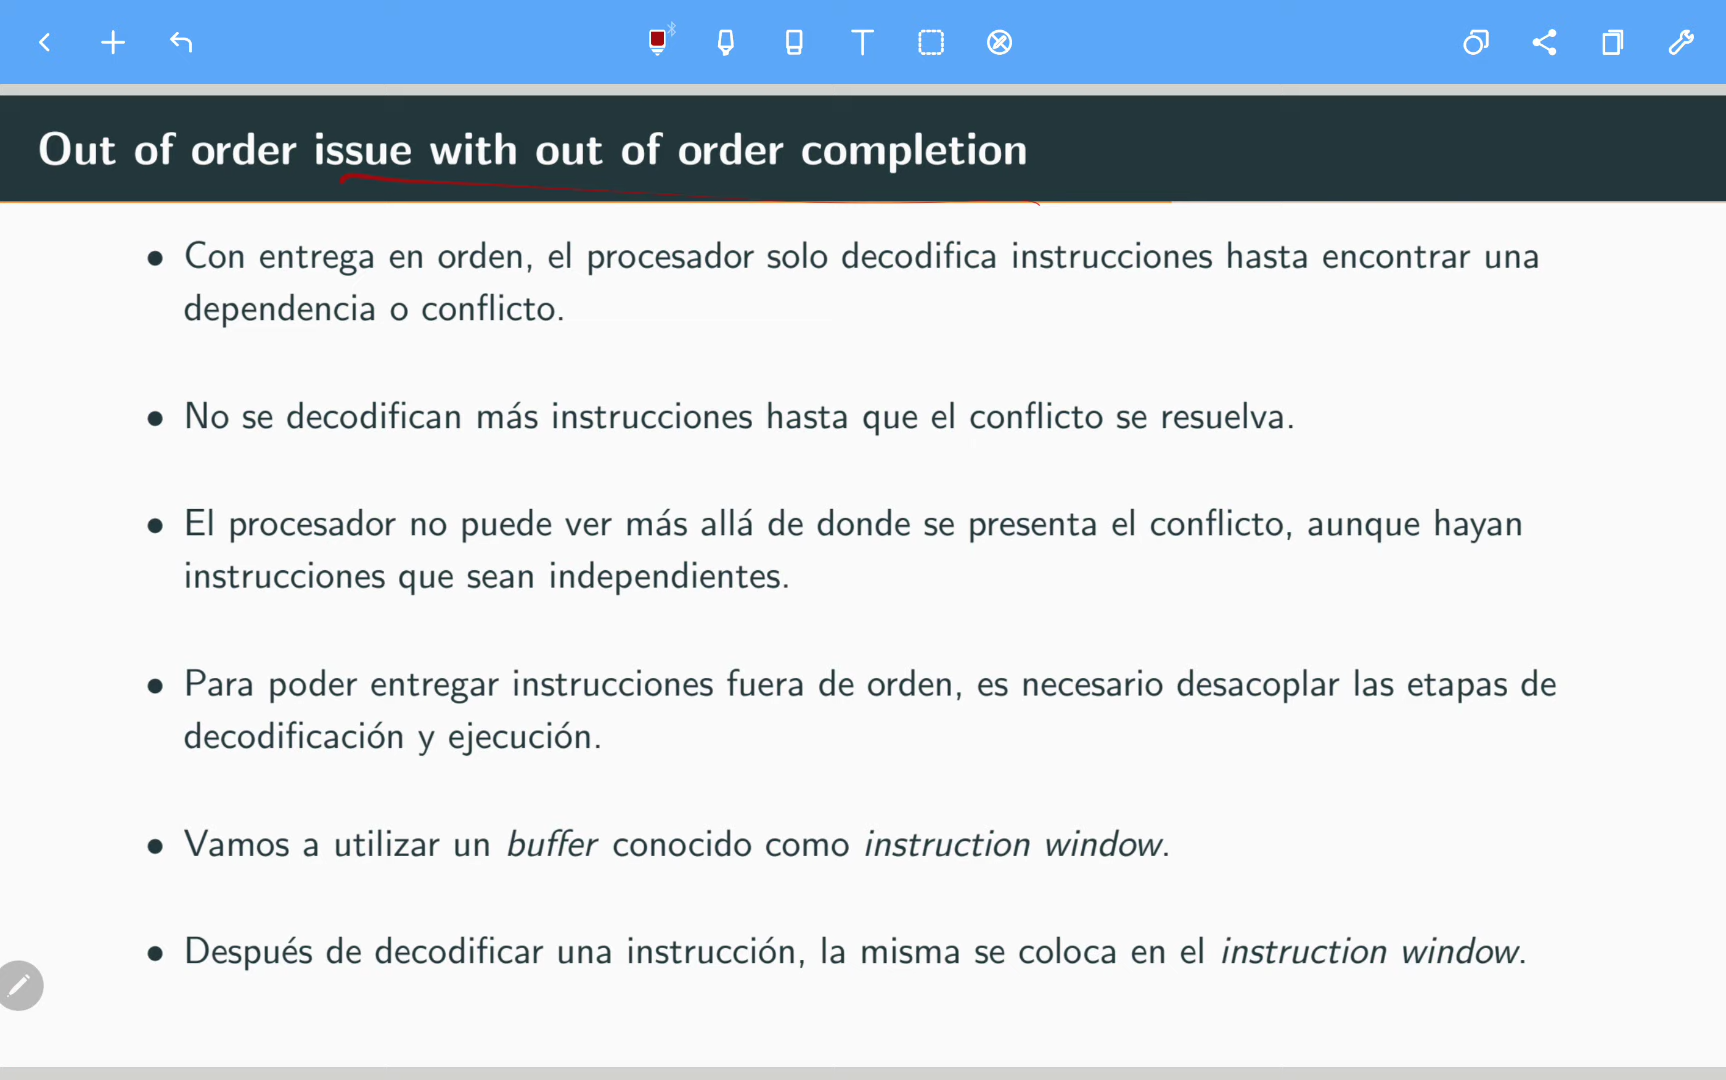 Out of order issue with out of order completion
• Con entrega en orden, el procesador solo decodifica instrucciones hasta encontrar una
dependencia o conflicto.
• No se decodifican más instrucciones hasta que el conflicto se resuelva.
• El procesador no puede ver más allá de donde se presenta el conflicto, aunque hayan
instrucciones que sean independientes.
• Para poder entregar instrucciones fuera de orden, es necesario desacoplar las etapas de
decodificación y ejecución.
• Vamos a utilizar un buffer conocido como instruction window.
• Después de decodificar una instrucción, la misma se coloca en el instruction window.